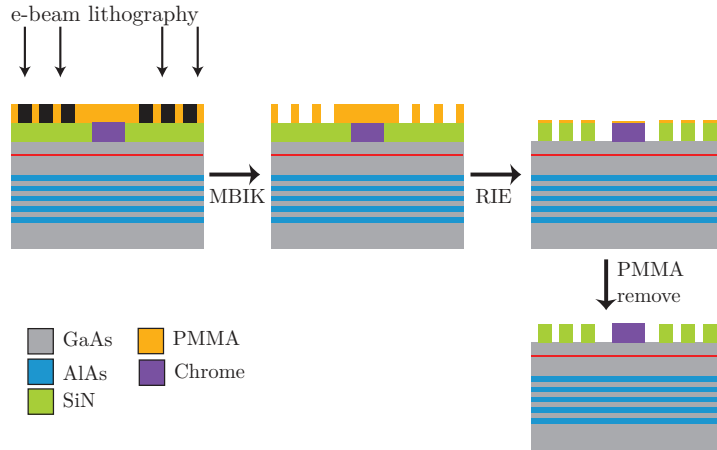 e-beam lithography
MBIK
RIE
PMMA
remove
GaAs
PMMA
AlAs
Chrome
SiN